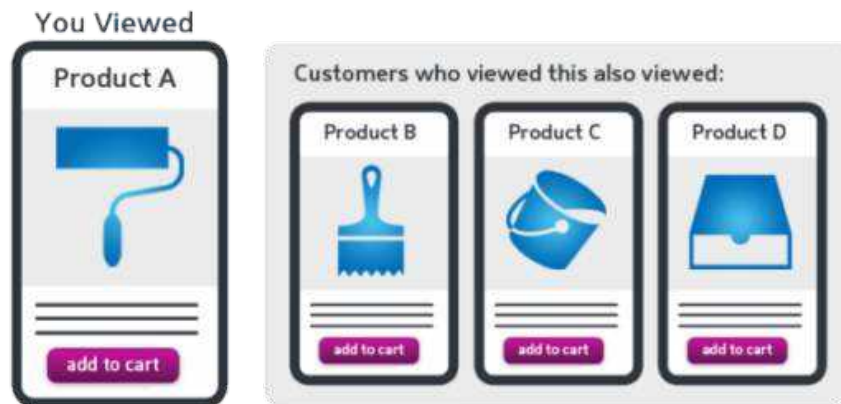 You Viewed
Product A
add to cart
Customers who viewed this also viewed:
Product B
add to cart
Product C
add to cart
Product D
add to cart